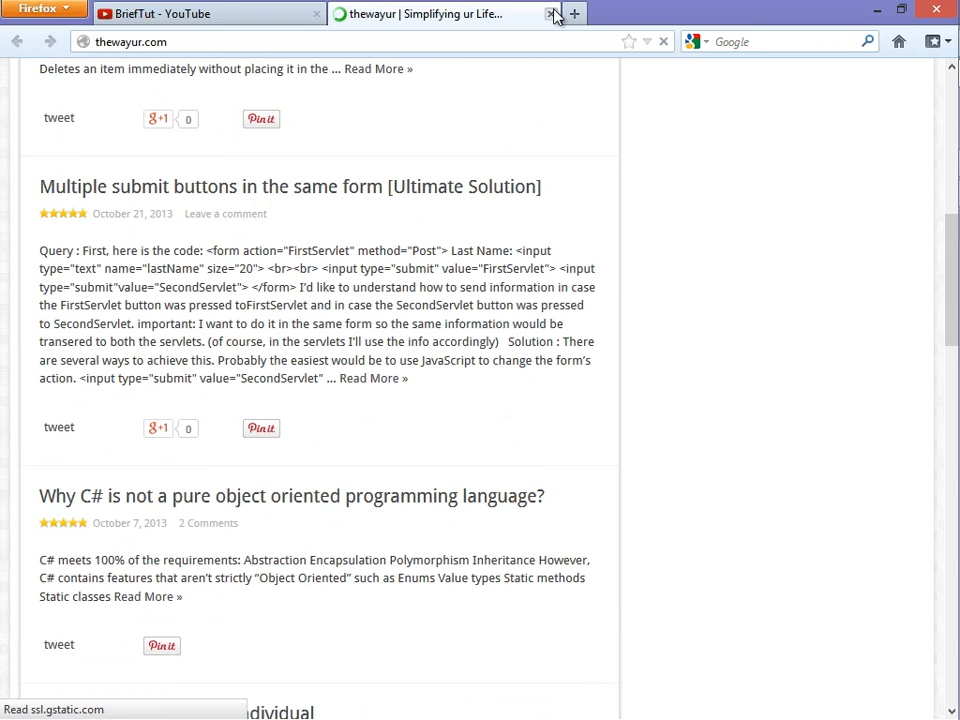 Firefox
BriefTut - YouTube
thewayur | Simplifying ur Life...
thewayur.com
Google
Deletes an item immediately without placing it in the ... Read More »
tweet
g+1 0
Pin it
Multiple submit buttons in the same form [Ultimate Solution]
October 21, 2013 Leave a comment
Query : First, here is the code: <form action="FirstServlet" method="Post"> Last Name: <input
type="text" name="lastName" size="20"> <br><br> <input type="submit" value="FirstServlet"> <input
type="submit"value="SecondServlet"> </form> I’d like to understand how to send information in case
the FirstServlet button was pressed toFirstServlet and in case the SecondServlet button was pressed
to SecondServlet. important: I want to do it in the same form so the same information would be
transered to both the servlets. (of course, in the servlets I’ll use the info accordingly)   Solution : There
are several ways to achieve this. Probably the easiest would be to use JavaScript to change the form’s
action. <input type="submit" value="SecondServlet" ... Read More »
tweet
g+1 0
Pin it
Why C# is not a pure object oriented programming language?
October 7, 2013 2 Comments
C# meets 100% of the requirements: Abstraction Encapsulation Polymorphism Inheritance However,
C# contains features that aren’t strictly “Object Oriented” such as Enums Value types Static methods
Static classes Read More »
tweet
Pin it
dividual
Read ssl.gstatic.com